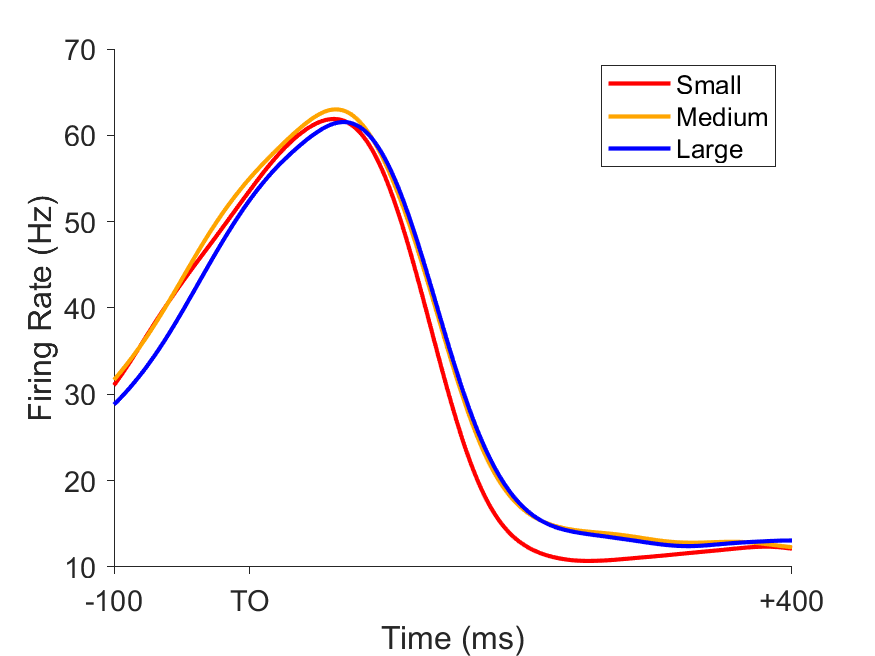 70
60
50
40
30
20
10
Firing Rate (Hz)
Small
Medium
Large
-100 TO +400
Time (ms)